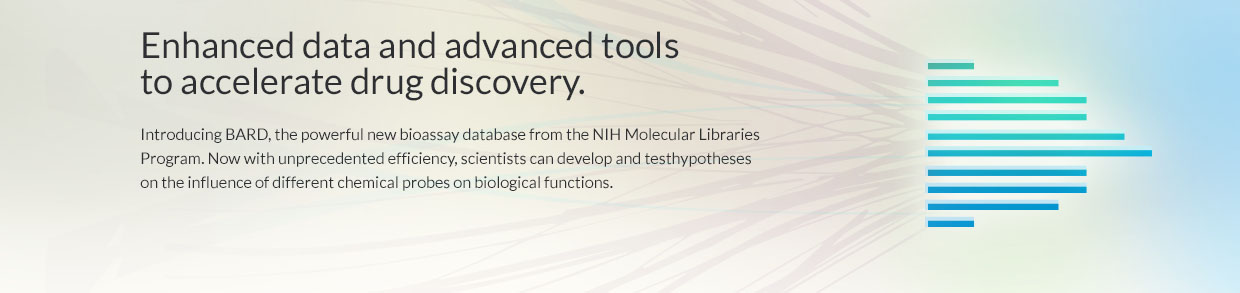 Enhanced data and advanced tools
to accelerate drug discovery.
Introducing BARD, the powerful new bioassay database from the NIH Molecular Libraries
Program. Now with unprecedented efficiency, scientists can develop and testhypotheses
on the influence of different chemical probes on biological functions.